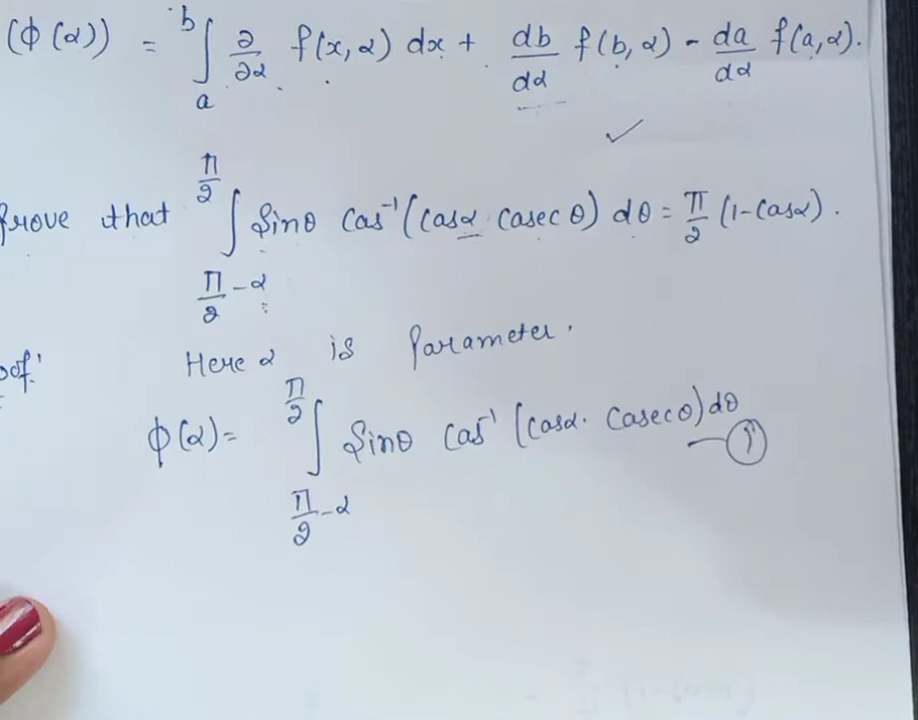 (ϕ(α)) = ∫_a^b ∂/∂α f(x,α) dx + db/dα f(b,α) - da/dα f(a,α).
✓
Prove that ∫_{π/2-α}^{π/2} Sinθ Cos⁻¹(Cosα Cosecθ) dθ = π/2 (1-Cosα).
oof! Here α is Parameter.
ϕ(α) = ∫_{π/2-α}^{π/2} Sinθ Cos⁻¹(Cosα. Cosecθ)dθ —①